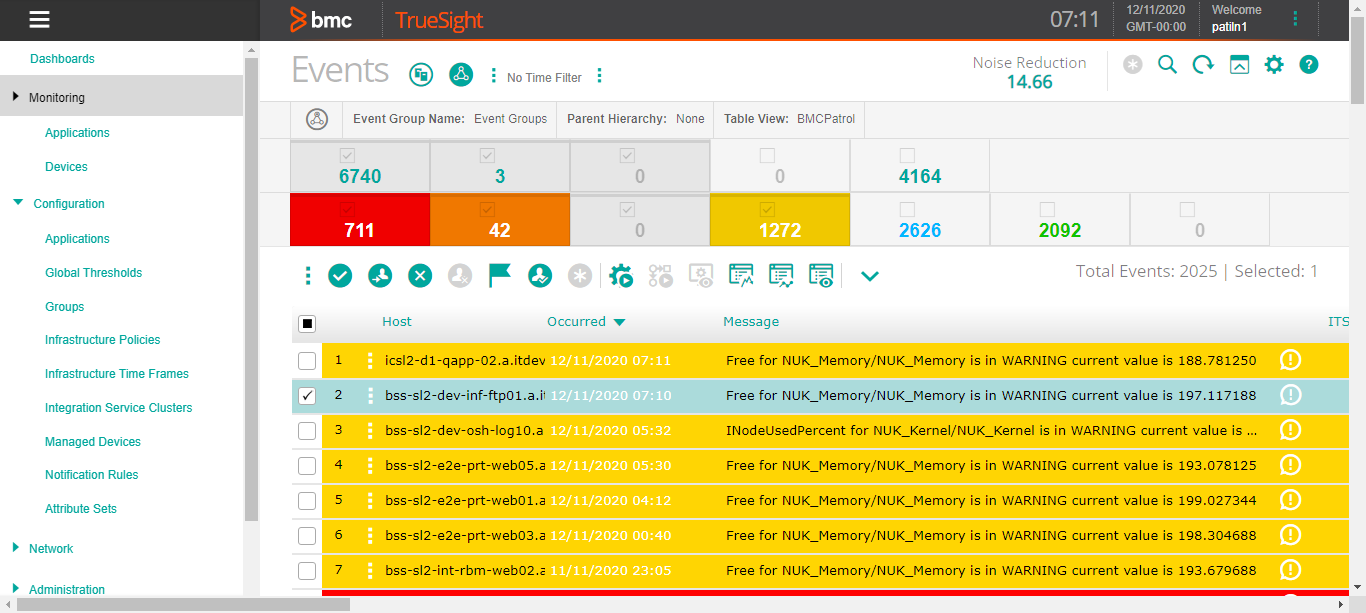 bmc TrueSight 07:11 12/11/2020 GMT-00:00 Welcome patiln1
Dashboards
Monitoring
Applications
Devices
Configuration
Applications
Global Thresholds
Groups
Infrastructure Policies
Infrastructure Time Frames
Integration Service Clusters
Managed Devices
Notification Rules
Attribute Sets
Network
Administration
Events No Time Filter Noise Reduction 14.66
Event Group Name: Event Groups Parent Hierarchy: None Table View: BMCPatrol
6740 3 0 0 4164
711 42 0 1272 2626 2092 0
Total Events: 2025 | Selected: 1
Host Occurred Message ITS
1 icsl2-d1-qapp-02.a.itdev 12/11/2020 07:11 Free for NUK_Memory/NUK_Memory is in WARNING current value is 188.781250
2 bss-sl2-dev-inf-ftp01.a.it 12/11/2020 07:10 Free for NUK_Memory/NUK_Memory is in WARNING current value is 197.117188
3 bss-sl2-dev-osh-log10.a 12/11/2020 05:32 INodeUsedPercent for NUK_Kernel/NUK_Kernel is in WARNING current value is ...
4 bss-sl2-e2e-prt-web05.a 12/11/2020 05:30 Free for NUK_Memory/NUK_Memory is in WARNING current value is 193.078125
5 bss-sl2-e2e-prt-web01.a 12/11/2020 04:12 Free for NUK_Memory/NUK_Memory is in WARNING current value is 199.027344
6 bss-sl2-e2e-prt-web03.a 12/11/2020 00:40 Free for NUK_Memory/NUK_Memory is in WARNING current value is 198.304688
7 bss-sl2-int-rbm-web02.a 11/11/2020 23:05 Free for NUK_Memory/NUK_Memory is in WARNING current value is 193.679688